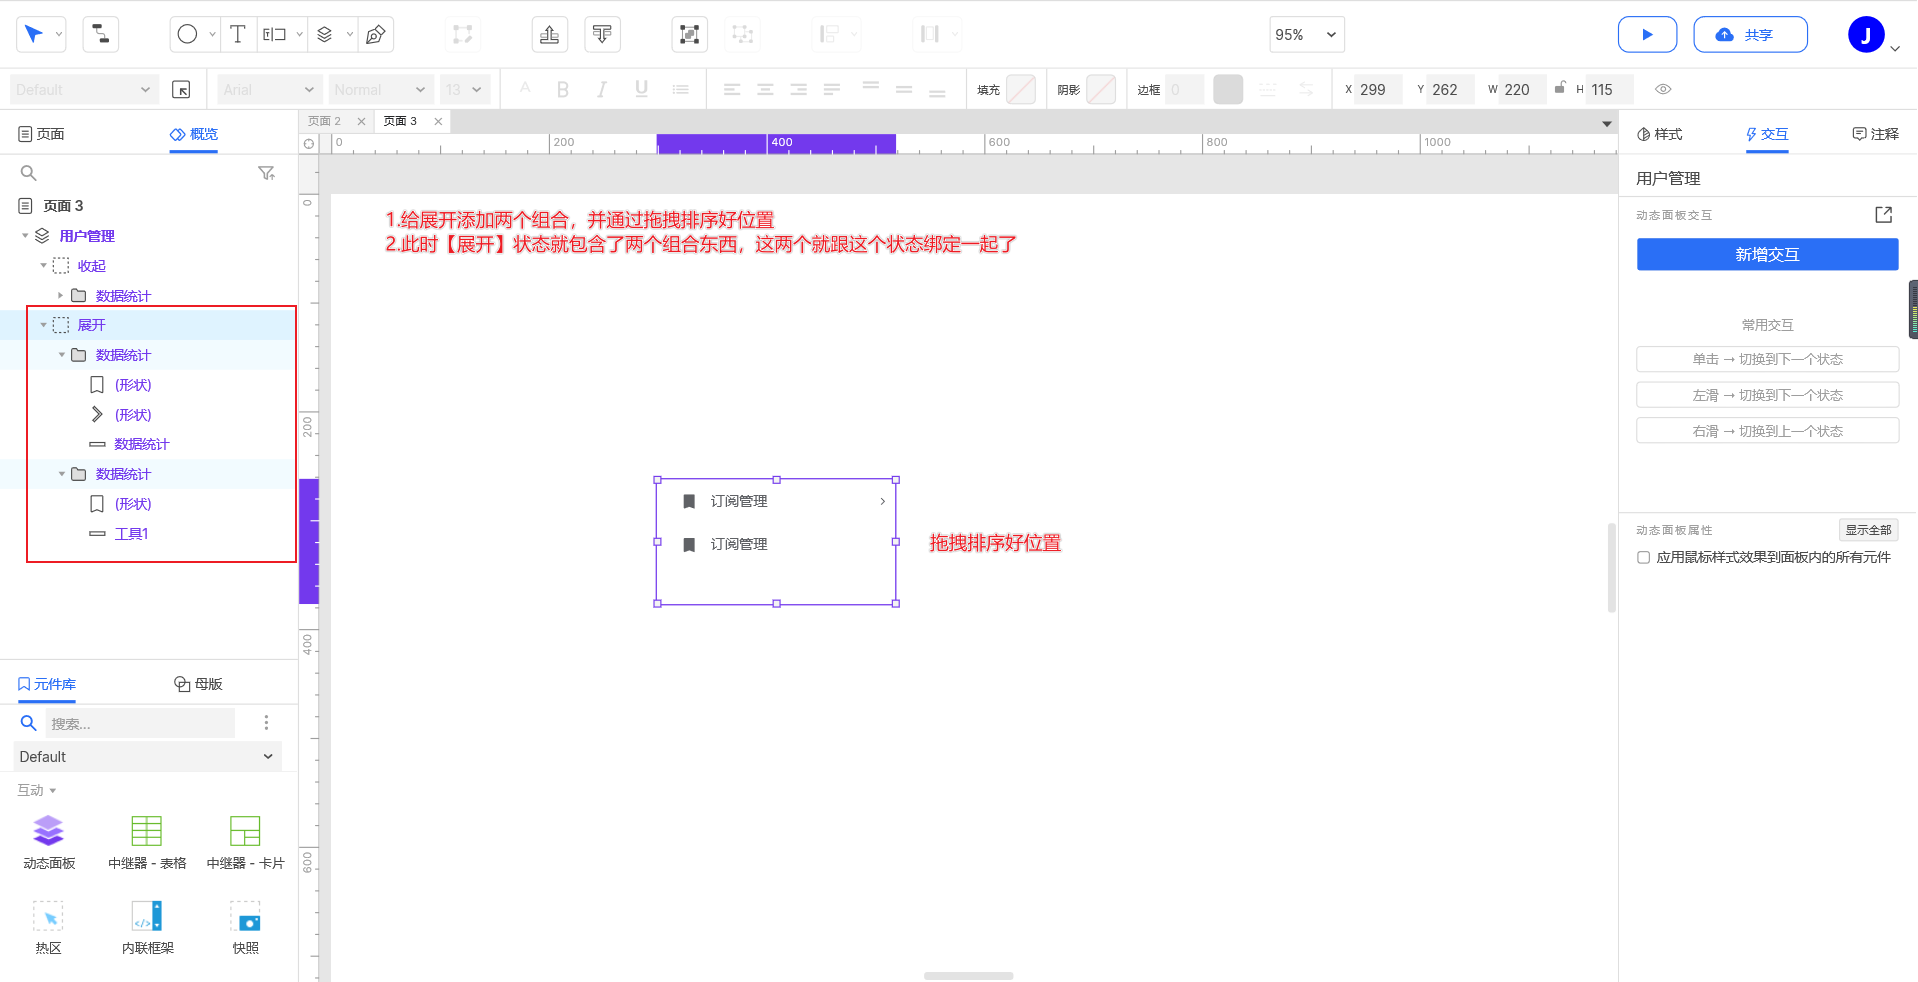 95%
共享
J
Default
Arial
Normal
13
A
B
I
U
填充
阴影
边框
0
X
299
Y
262
W
220
H
115
页面
概览
页面 2
页面 3
样式
交互
注释
0
200
400
600
800
1000
页面 3
用户管理
收起
数据统计
展开
数据统计
(形状)
(形状)
数据统计
数据统计
(形状)
工具1
0
200
400
600
1.给展开添加两个组合，并通过拖拽排序好位置
2.此时【展开】状态就包含了两个组合东西，这两个就跟这个状态绑定一起了
订阅管理
订阅管理
拖拽排序好位置
用户管理
动态面板交互
新增交互
常用交互
单击 → 切换到下一个状态
左滑 → 切换到下一个状态
右滑 → 切换到上一个状态
动态面板属性
显示全部
应用鼠标样式效果到面板内的所有元件
元件库
母版
搜索...
Default
互动
动态面板
中继器 - 表格
中继器 - 卡片
热区
内联框架
快照